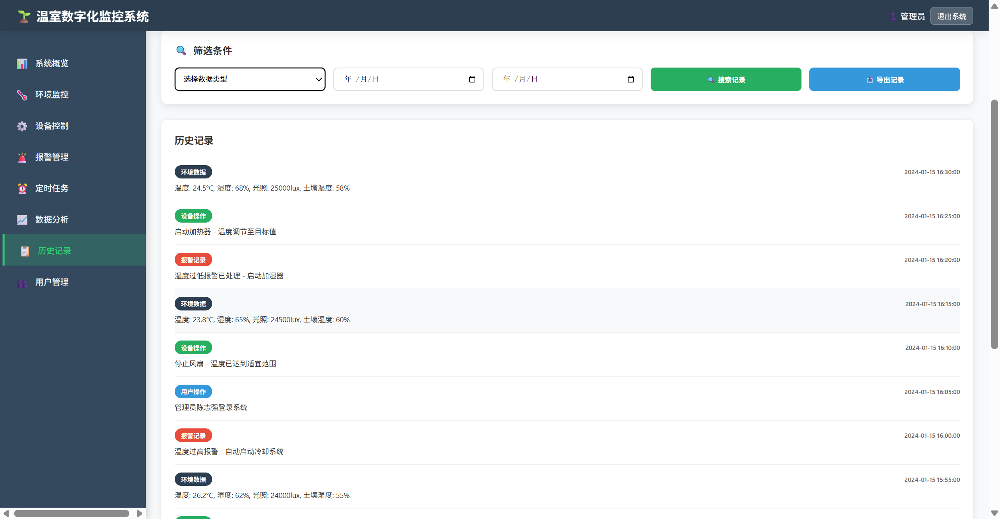 温室数字化监控系统
管理员
退出系统
系统概览
环境监控
设备控制
报警管理
定时任务
数据分析
历史记录
用户管理
筛选条件
选择数据类型
年 /月/日
年 /月/日
搜索记录
导出记录
历史记录
环境数据
2024-01-15 16:30:00
温度: 24.5°C, 湿度: 68%, 光照: 25000lux, 土壤湿度: 58%
设备操作
2024-01-15 16:25:00
启动加热器 - 温度调节至目标值
报警记录
2024-01-15 16:20:00
湿度过低报警已处理 - 启动加湿器
环境数据
2024-01-15 16:15:00
温度: 23.8°C, 湿度: 65%, 光照: 24500lux, 土壤湿度: 60%
设备操作
2024-01-15 16:10:00
停止风扇 - 温度已达到适宜范围
用户操作
2024-01-15 16:05:00
管理员陈志强登录系统
报警记录
2024-01-15 16:00:00
温度过高报警 - 自动启动冷却系统
环境数据
2024-01-15 15:55:00
温度: 26.2°C, 湿度: 62%, 光照: 24000lux, 土壤湿度: 55%